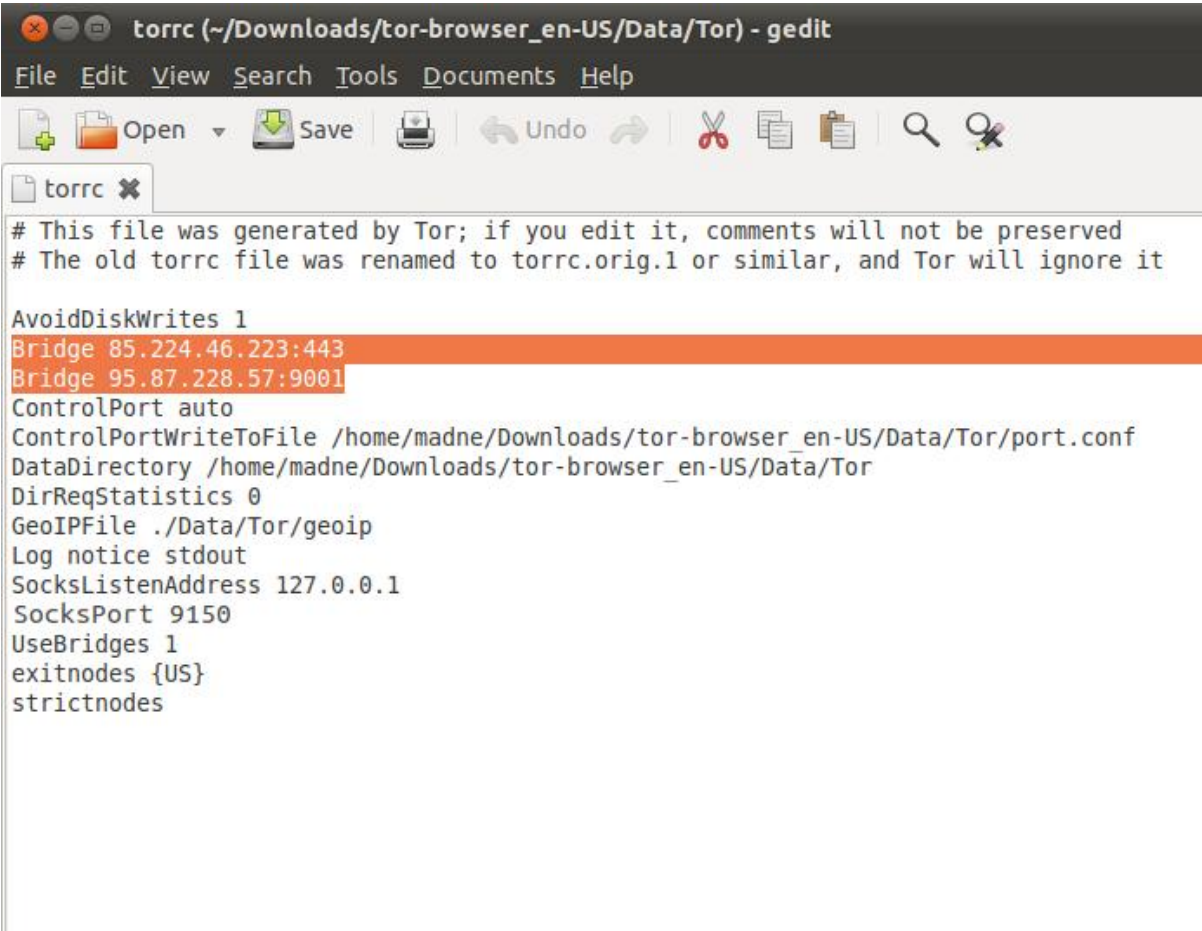 torrc (~/Downloads/tor-browser_en-US/Data/Tor) - gedit
File Edit View Search Tools Documents Help
Open Save Undo
torrc
# This file was generated by Tor; if you edit it, comments will not be preserved
# The old torrc file was renamed to torrc.orig.1 or similar, and Tor will ignore it
AvoidDiskWrites 1
Bridge 85.224.46.223:443
Bridge 95.87.228.57:9001
ControlPort auto
ControlPortWriteToFile /home/madne/Downloads/tor-browser_en-US/Data/Tor/port.conf
DataDirectory /home/madne/Downloads/tor-browser_en-US/Data/Tor
DirReqStatistics 0
GeoIPFile ./Data/Tor/geoip
Log notice stdout
SocksListenAddress 127.0.0.1
SocksPort 9150
UseBridges 1
exitnodes {US}
strictnodes